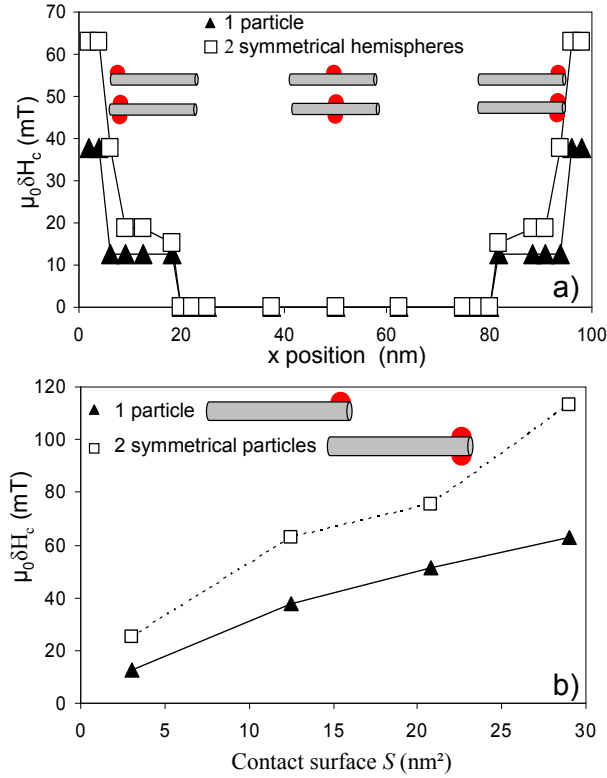 70
60
50
40
30
20
10
0
μ₀δH_c (mT)
1 particle
2 symmetrical hemispheres
a)
0 20 40 60 80 100
x position (nm)
120
100
80
60
40
20
0
μ₀δH_c (mT)
1 particle
2 symmetrical particles
b)
0 5 10 15 20 25 30
Contact surface S (nm²)